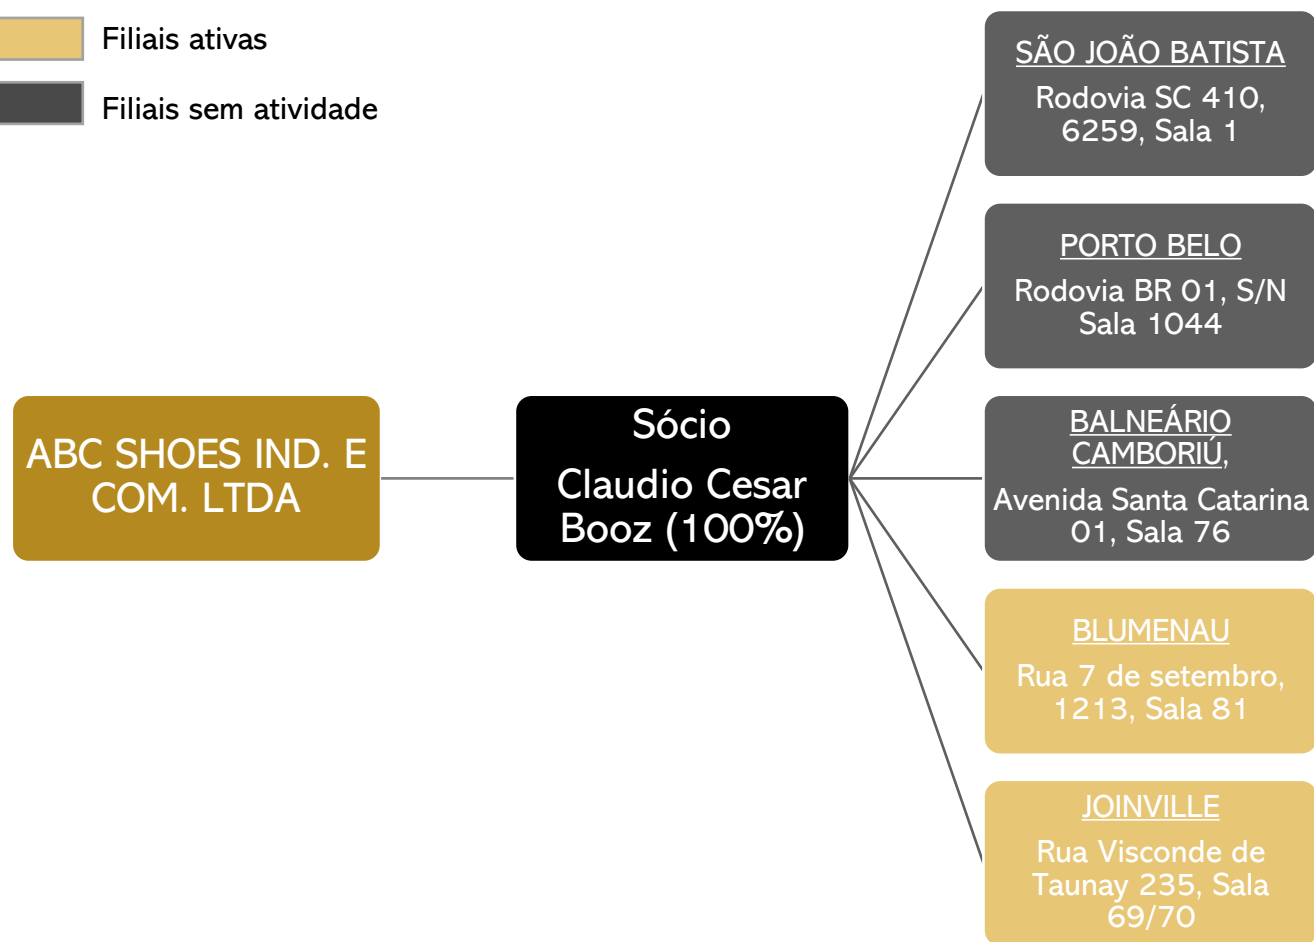 Filiais ativas
Filiais sem atividade
ABC SHOES IND. E
COM. LTDA
Sócio
Claudio Cesar
Booz (100%)
SÃO JOÃO BATISTA
Rodovia SC 410,
6259, Sala 1
PORTO BELO
Rodovia BR 01, S/N
Sala 1044
BALNEÁRIO
CAMBORIÚ,
Avenida Santa Catarina
01, Sala 76
BLUMENAU
Rua 7 de setembro,
1213, Sala 81
JOINVILLE
Rua Visconde de
Taunay 235, Sala
69/70